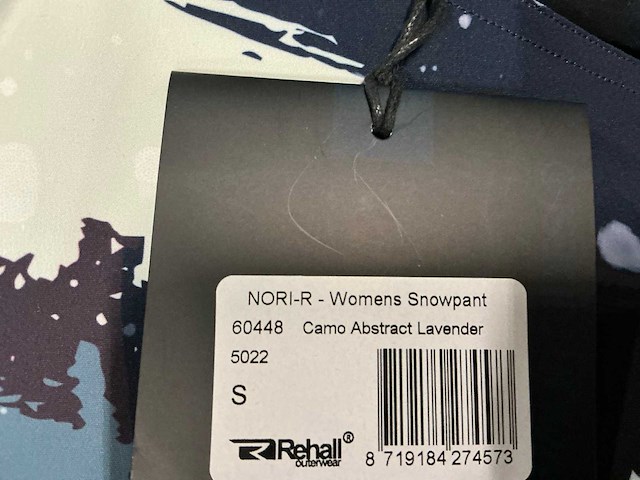 NORI-R - Womens Snowpant
60448 Camo Abstract Lavender
5022
S
Rehall®
outerwear
8 719184 274573